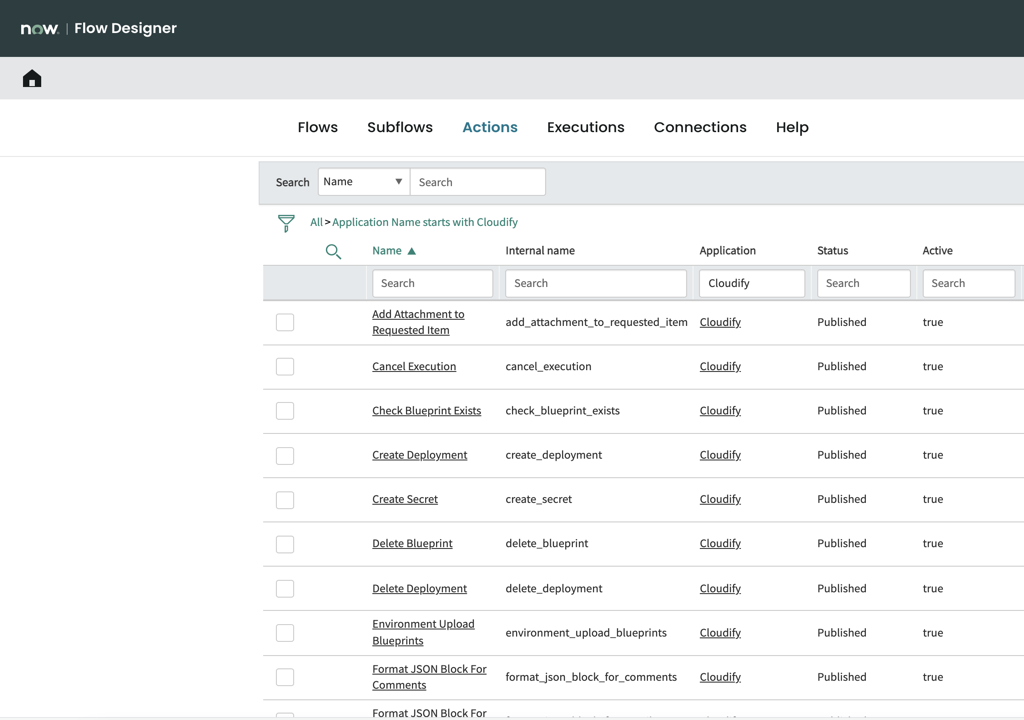 now. | Flow Designer
Flows Subflows Actions Executions Connections Help
Search Name Search
All > Application Name starts with Cloudify
Name Internal name Application Status Active
Search Search Cloudify Search Search
Add Attachment to
Requested Item add_attachment_to_requested_item Cloudify Published true
Cancel Execution cancel_execution Cloudify Published true
Check Blueprint Exists check_blueprint_exists Cloudify Published true
Create Deployment create_deployment Cloudify Published true
Create Secret create_secret Cloudify Published true
Delete Blueprint delete_blueprint Cloudify Published true
Delete Deployment delete_deployment Cloudify Published true
Environment Upload
Blueprints environment_upload_blueprints Cloudify Published true
Format JSON Block For
Comments format_json_block_for_comments Cloudify Published true
Format JSON Block For